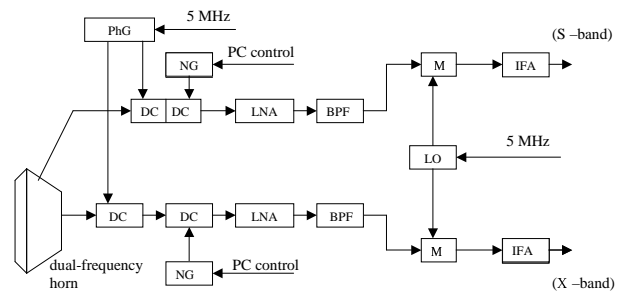 5 MHz
PhG
(S –band)
PC control
NG
M
IFA
DC DC
LNA
BPF
5 MHz
LO
DC
DC
LNA
BPF
M
IFA
dual-frequency
horn
NG
PC control
(X –band)